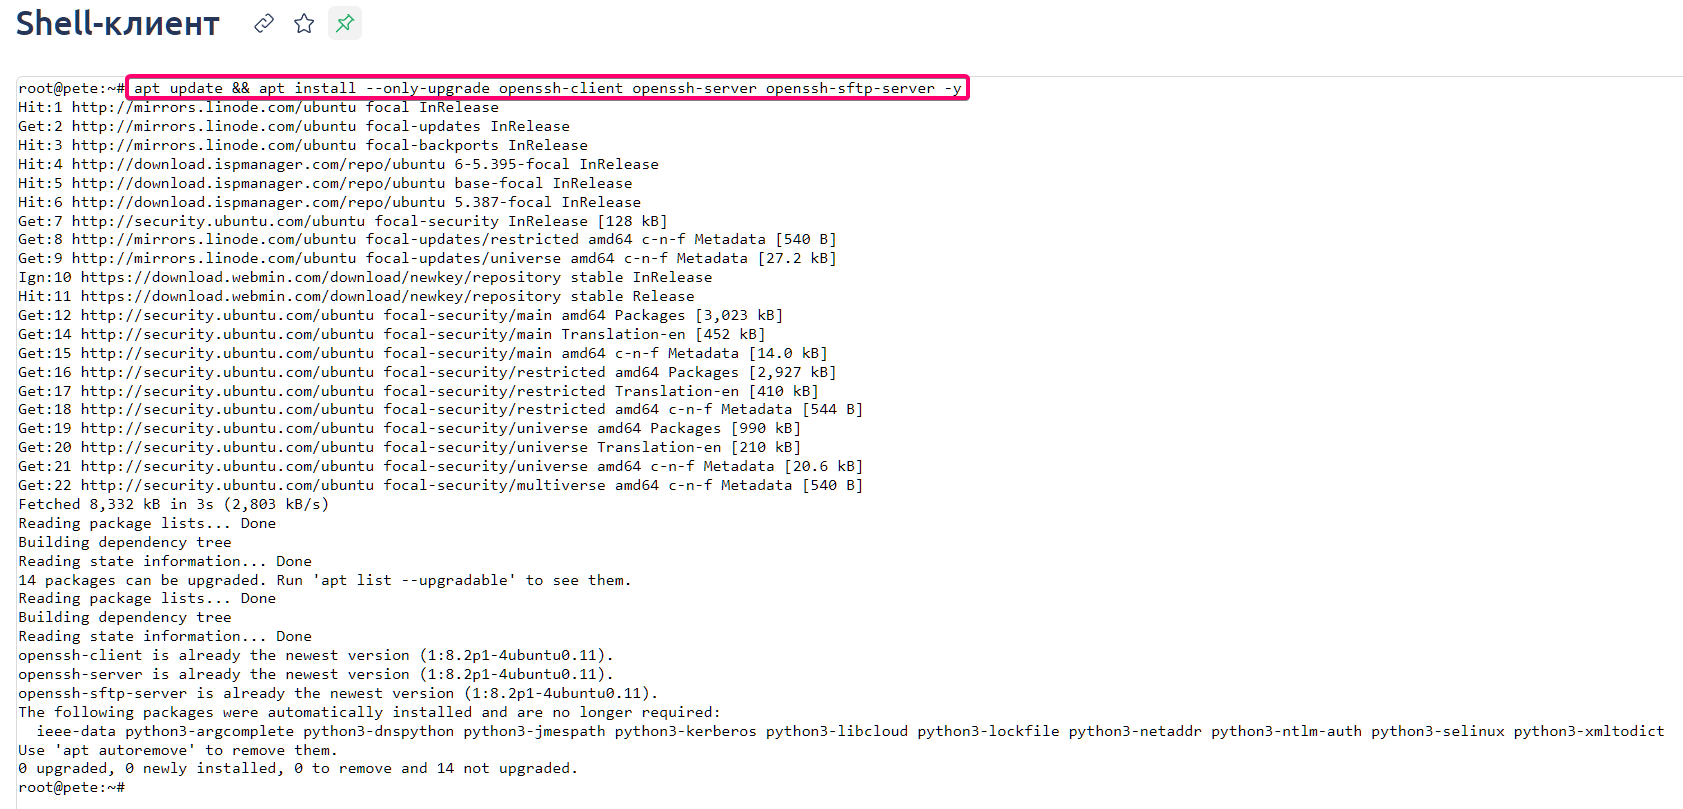 Shell-клиент
root@pete:~# apt update && apt install --only-upgrade openssh-client openssh-server openssh-sftp-server -y
Hit:1 http://mirrors.linode.com/ubuntu focal InRelease
Get:2 http://mirrors.linode.com/ubuntu focal-updates InRelease
Hit:3 http://mirrors.linode.com/ubuntu focal-backports InRelease
Hit:4 http://download.ispmanager.com/repo/ubuntu 6-5.395-focal InRelease
Hit:5 http://download.ispmanager.com/repo/ubuntu base-focal InRelease
Hit:6 http://download.ispmanager.com/repo/ubuntu 5.387-focal InRelease
Get:7 http://security.ubuntu.com/ubuntu focal-security InRelease [128 kB]
Get:8 http://mirrors.linode.com/ubuntu focal-updates/restricted amd64 c-n-f Metadata [540 B]
Get:9 http://mirrors.linode.com/ubuntu focal-updates/universe amd64 c-n-f Metadata [27.2 kB]
Ign:10 https://download.webmin.com/download/newkey/repository stable InRelease
Hit:11 https://download.webmin.com/download/newkey/repository stable Release
Get:12 http://security.ubuntu.com/ubuntu focal-security/main amd64 Packages [3,023 kB]
Get:14 http://security.ubuntu.com/ubuntu focal-security/main Translation-en [452 kB]
Get:15 http://security.ubuntu.com/ubuntu focal-security/main amd64 c-n-f Metadata [14.0 kB]
Get:16 http://security.ubuntu.com/ubuntu focal-security/restricted amd64 Packages [2,927 kB]
Get:17 http://security.ubuntu.com/ubuntu focal-security/restricted Translation-en [410 kB]
Get:18 http://security.ubuntu.com/ubuntu focal-security/restricted amd64 c-n-f Metadata [544 B]
Get:19 http://security.ubuntu.com/ubuntu focal-security/universe amd64 Packages [990 kB]
Get:20 http://security.ubuntu.com/ubuntu focal-security/universe Translation-en [210 kB]
Get:21 http://security.ubuntu.com/ubuntu focal-security/universe amd64 c-n-f Metadata [20.6 kB]
Get:22 http://security.ubuntu.com/ubuntu focal-security/multiverse amd64 c-n-f Metadata [540 B]
Fetched 8,332 kB in 3s (2,803 kB/s)
Reading package lists... Done
Building dependency tree
Reading state information... Done
14 packages can be upgraded. Run 'apt list --upgradable' to see them.
Reading package lists... Done
Building dependency tree
Reading state information... Done
openssh-client is already the newest version (1:8.2p1-4ubuntu0.11).
openssh-server is already the newest version (1:8.2p1-4ubuntu0.11).
openssh-sftp-server is already the newest version (1:8.2p1-4ubuntu0.11).
The following packages were automatically installed and are no longer required:
ieee-data python3-argcomplete python3-dnspython python3-jmespath python3-kerberos python3-libcloud python3-lockfile python3-netaddr python3-ntlm-auth python3-selinux python3-xmltodict
Use 'apt autoremove' to remove them.
0 upgraded, 0 newly installed, 0 to remove and 14 not upgraded.
root@pete:~#